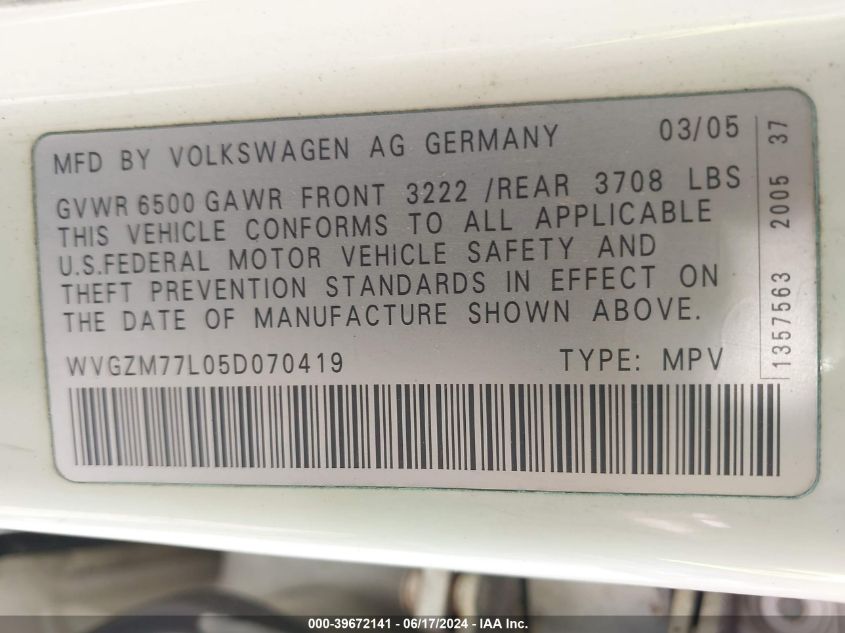 MFD BY VOLKSWAGEN AG GERMANY 03/05
GVWR 6500 GAWR FRONT 3222 /REAR 3708 LBS
THIS VEHICLE CONFORMS TO ALL APPLICABLE
U.S.FEDERAL MOTOR VEHICLE SAFETY AND
THEFT PREVENTION STANDARDS IN EFFECT ON
THE DATE OF MANUFACTURE SHOWN ABOVE.
WVGZM77L05D070419 TYPE: MPV
1357563 2005 37
000-39672141 - 06/17/2024 - IAA Inc.